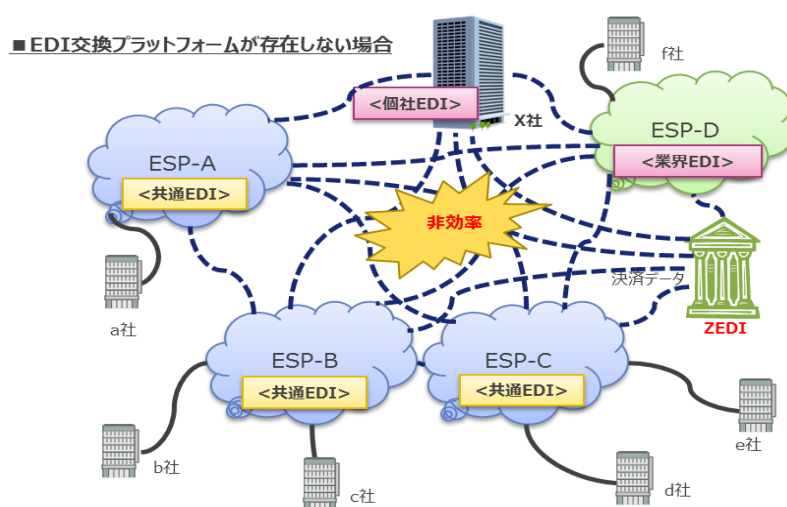 ■EDI交換プラットフォームが存在しない場合
f社
<個社EDI>
X社
ESP-D
<業界EDI>
ESP-A
<共通EDI>
非効率
決済データ
ZEDI
a社
ESP-B
<共通EDI>
ESP-C
<共通EDI>
b社
c社
d社
e社